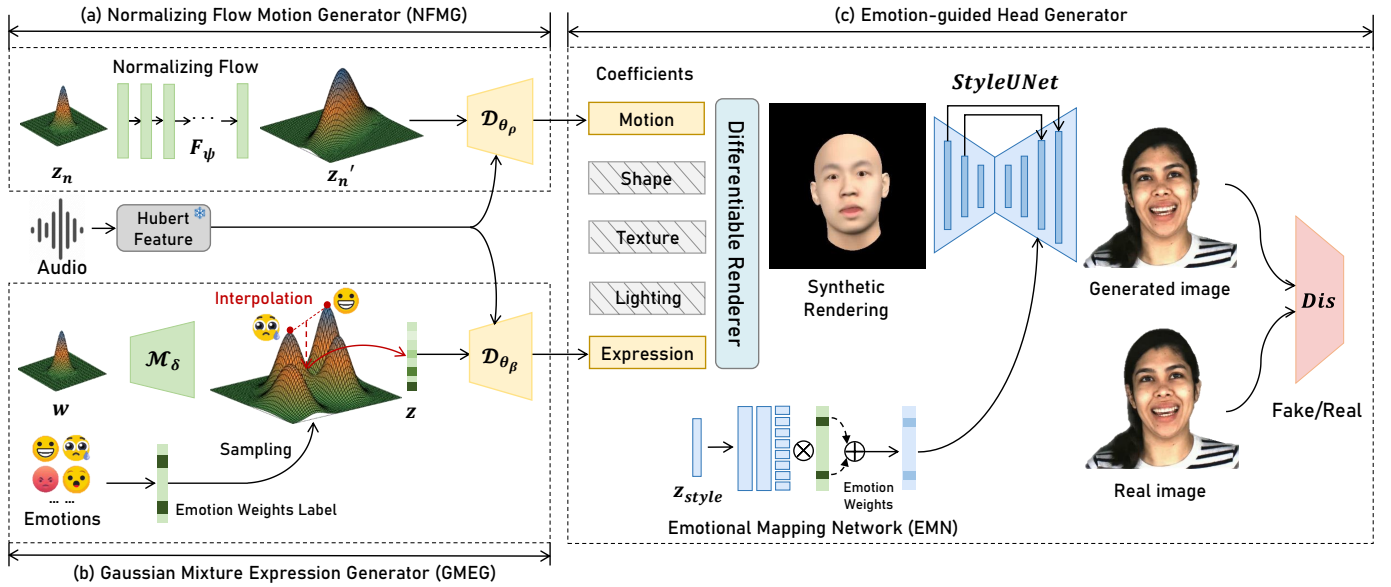 (a) Normalizing Flow Motion Generator (NFMG)
Normalizing Flow
F_ψ
z_n
z_n′
𝓓_θρ
Audio
Hubert
Feature
Interpolation
w
𝓜_δ
z
𝓓_θβ
Sampling
... ...
Emotions
Emotion Weights Label
(b) Gaussian Mixture Expression Generator (GMEG)
(c) Emotion-guided Head Generator
Coefficients
Motion
Shape
Texture
Lighting
Expression
Differentiable Renderer
Synthetic
Rendering
StyleUNet
Generated image
Real image
Dis
Fake/Real
z_style
Emotion
Weights
Emotional Mapping Network (EMN)